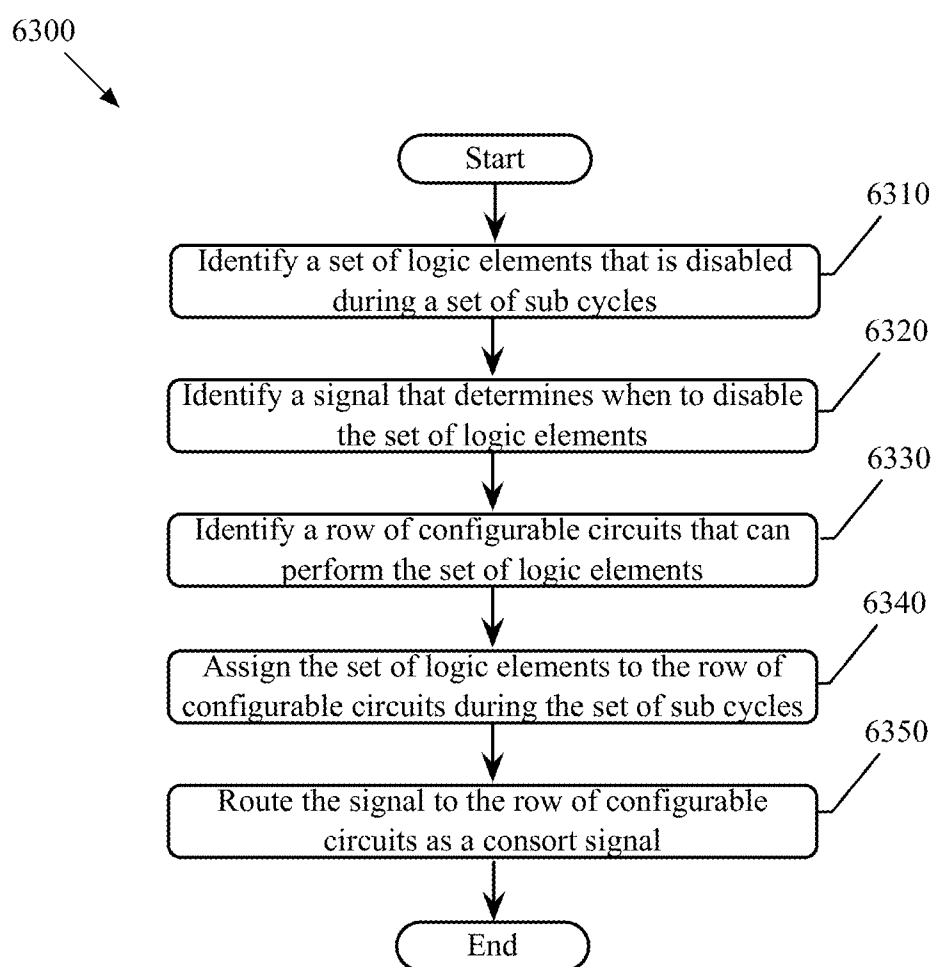 6300
Start
6310
Identify a set of logic elements that is disabled
during a set of sub cycles
6320
Identify a signal that determines when to disable
the set of logic elements
6330
Identify a row of configurable circuits that can
perform the set of logic elements
6340
Assign the set of logic elements to the row of
configurable circuits during the set of sub cycles
6350
Route the signal to the row of configurable
circuits as a consort signal
End